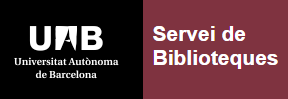 UAB
Universitat Autònoma
de Barcelona
Servei de
Biblioteques